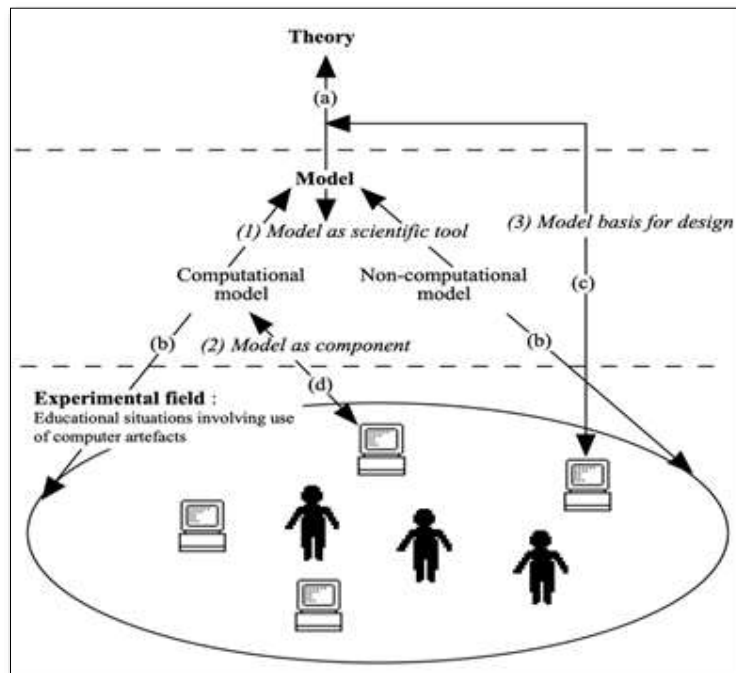 Theory
(a)
Model
(1) Model as scientific tool
(3) Model basis for design
Computational
model
Non-computational
model
(c)
(b)
(2) Model as component
(b)
(d)
Experimental field :
Educational situations involving use
of computer artefacts